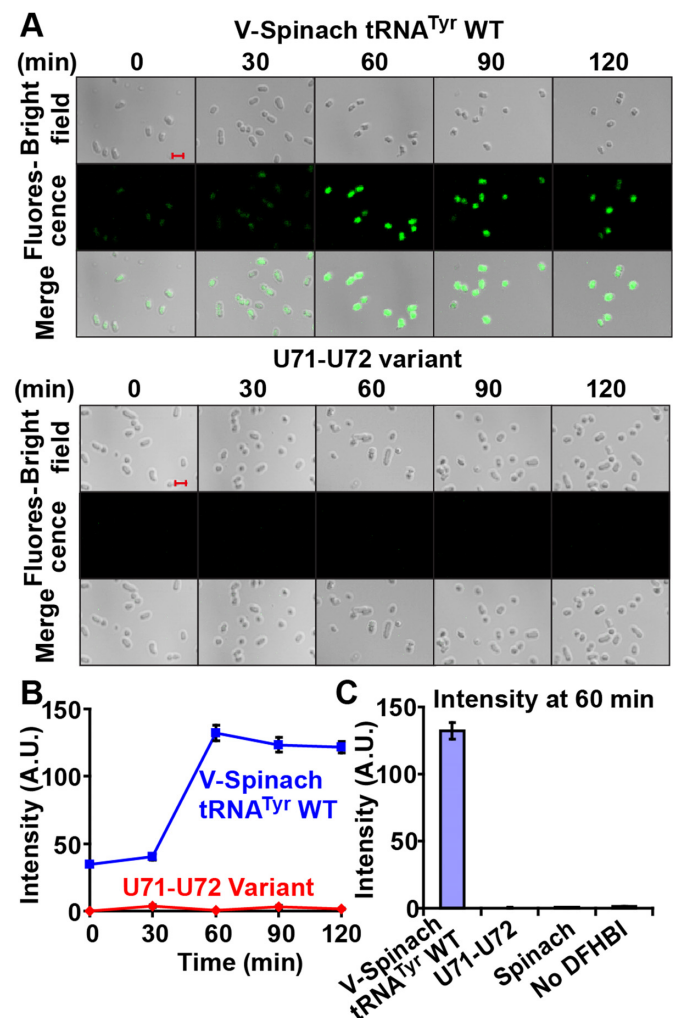 A
V-Spinach tRNATyr WT
(min) 0 30 60 90 120
Bright field
Fluores-cence
Merge
U71-U72 variant
(min) 0 30 60 90 120
Bright field
Fluores-cence
Merge
B
Intensity (A.U.)
150
100
50
0
V-Spinach
tRNATyr WT
U71-U72 Variant
0 30 60 90 120
Time (min)
C
Intensity at 60 min
Intensity (A.U.)
150
100
50
0
V-Spinach
tRNATyr WT
U71-U72
Spinach
No DFHBI